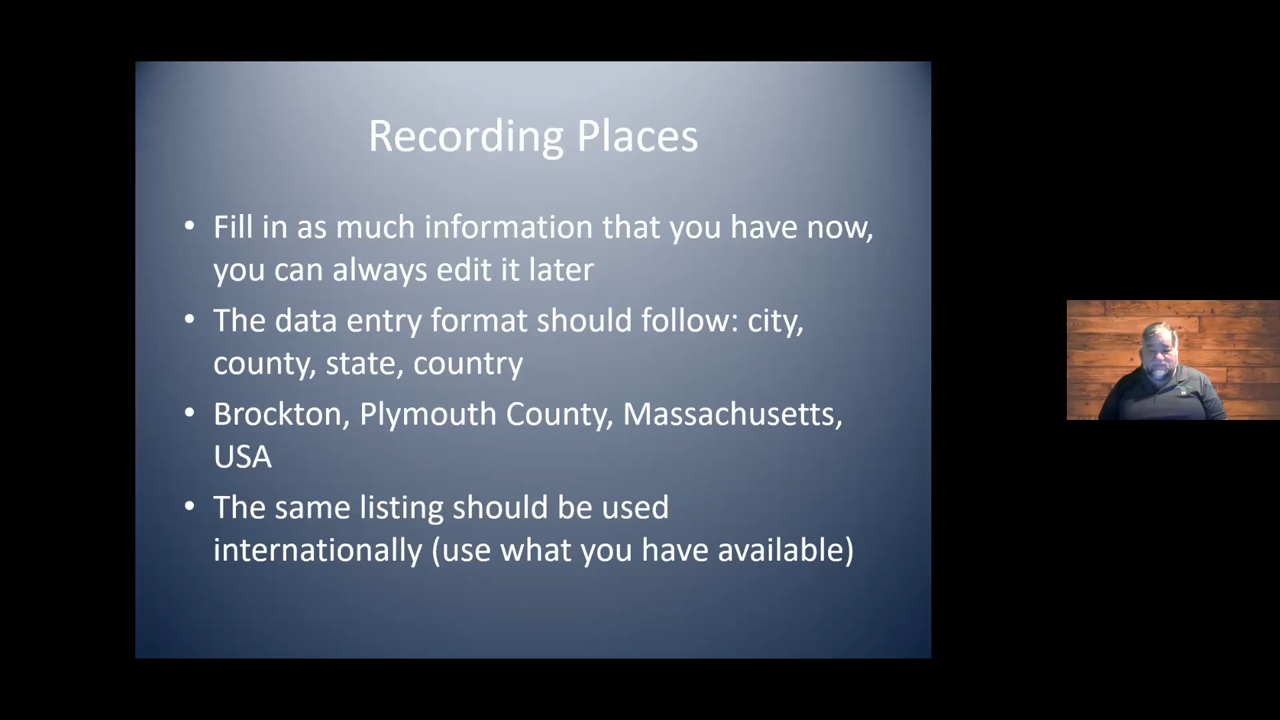 Recording Places
• Fill in as much information that you have now,
you can always edit it later
• The data entry format should follow: city,
county, state, country
• Brockton, Plymouth County, Massachusetts,
USA
• The same listing should be used
internationally (use what you have available)